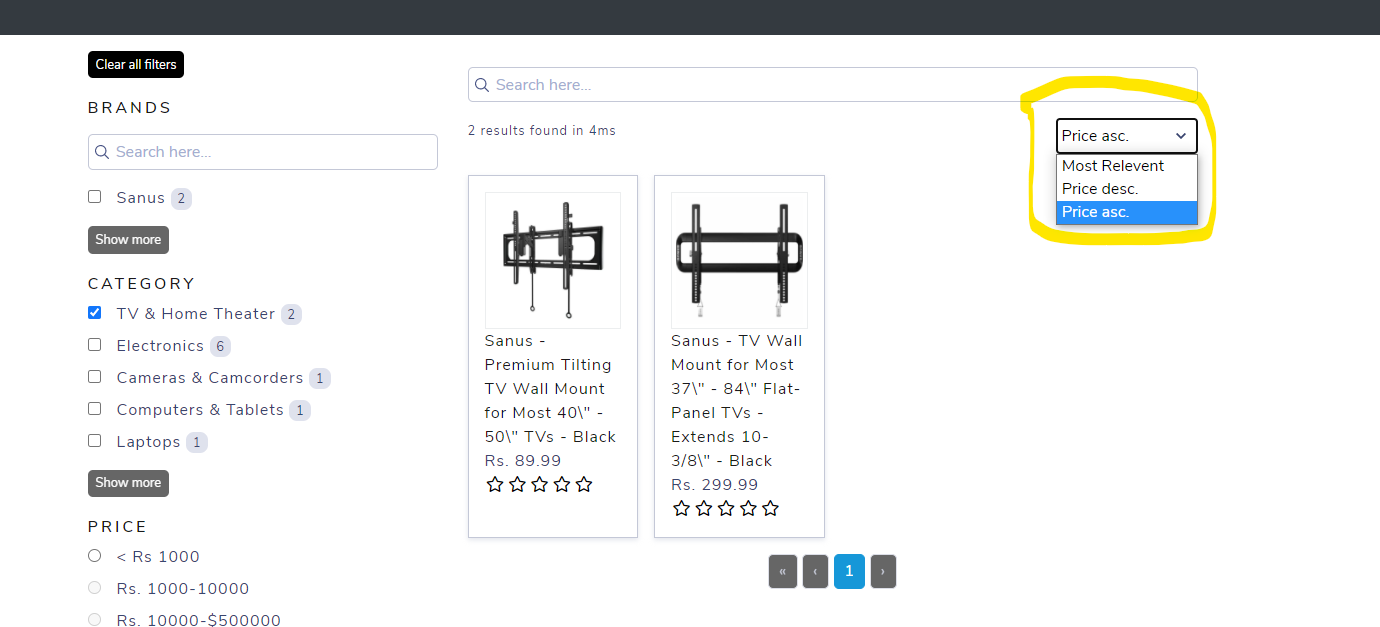 Clear all filters
BRANDS
Search here...
Sanus 2
Show more
CATEGORY
TV & Home Theater 2
Electronics 6
Cameras & Camcorders 1
Computers & Tablets 1
Laptops 1
Show more
PRICE
< Rs 1000
Rs. 1000-10000
Rs. 10000-$500000
Search here...
2 results found in 4ms
Price asc.
Most Relevent
Price desc.
Price asc.
Sanus -
Premium Tilting
TV Wall Mount
for Most 40\" -
50\" TVs - Black
Rs. 89.99
Sanus - TV Wall
Mount for Most
37\" - 84\" Flat-
Panel TVs -
Extends 10-
3/8\" - Black
Rs. 299.99
« ‹ 1 ›